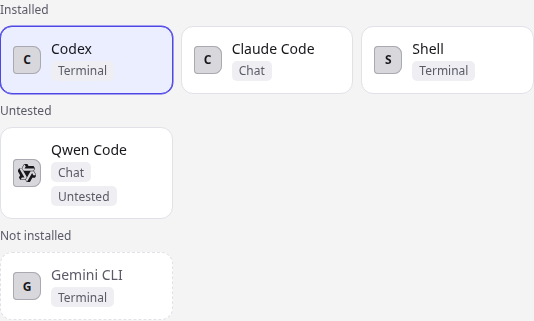 Installed
C Codex
Terminal
C Claude Code
Chat
S Shell
Terminal
Untested
Qwen Code
Chat
Untested
Not installed
G Gemini CLI
Terminal